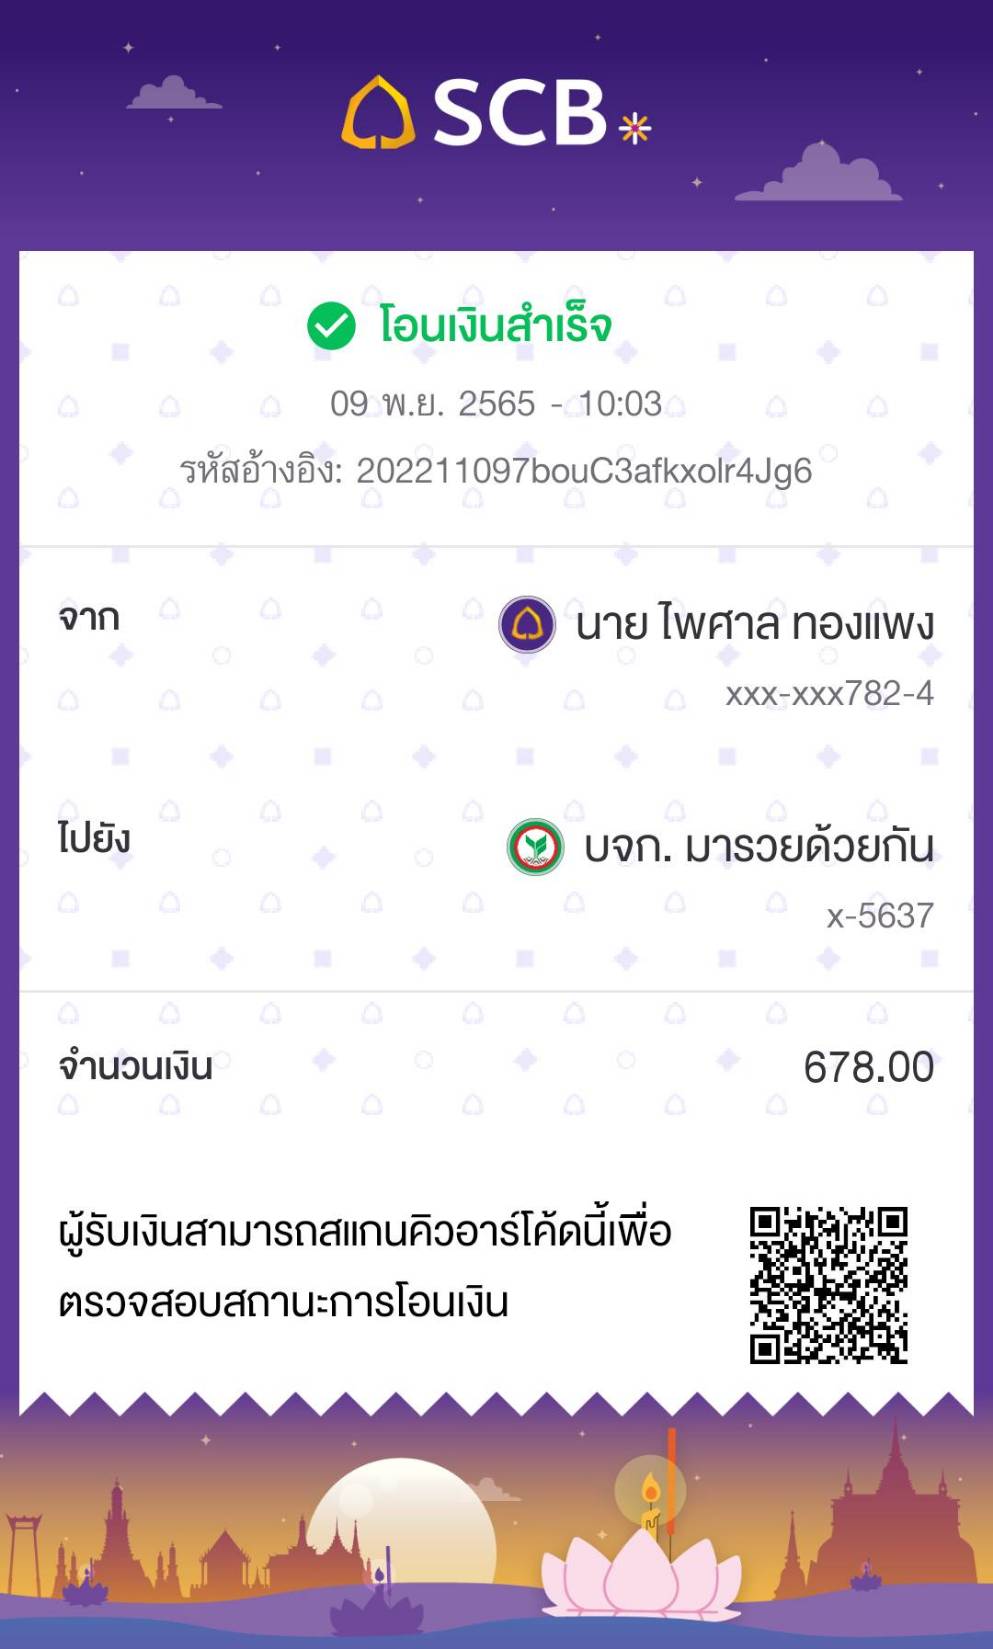 SCB
โอนเงินสำเร็จ
09 พ.ย. 2565 - 10:03
รหัสอ้างอิง: 202211097bouC3afkxolr4Jg6
จาก
นาย ไพศาล ทองแพง
xxx-xxx782-4
ไปยัง
บจก. มารวยด้วยกัน
x-5637
จำนวนเงิน 678.00
ผู้รับเงินสามารถสแกนคิวอาร์โค้ดนี้เพื่อ
ตรวจสอบสถานะการโอนเงิน